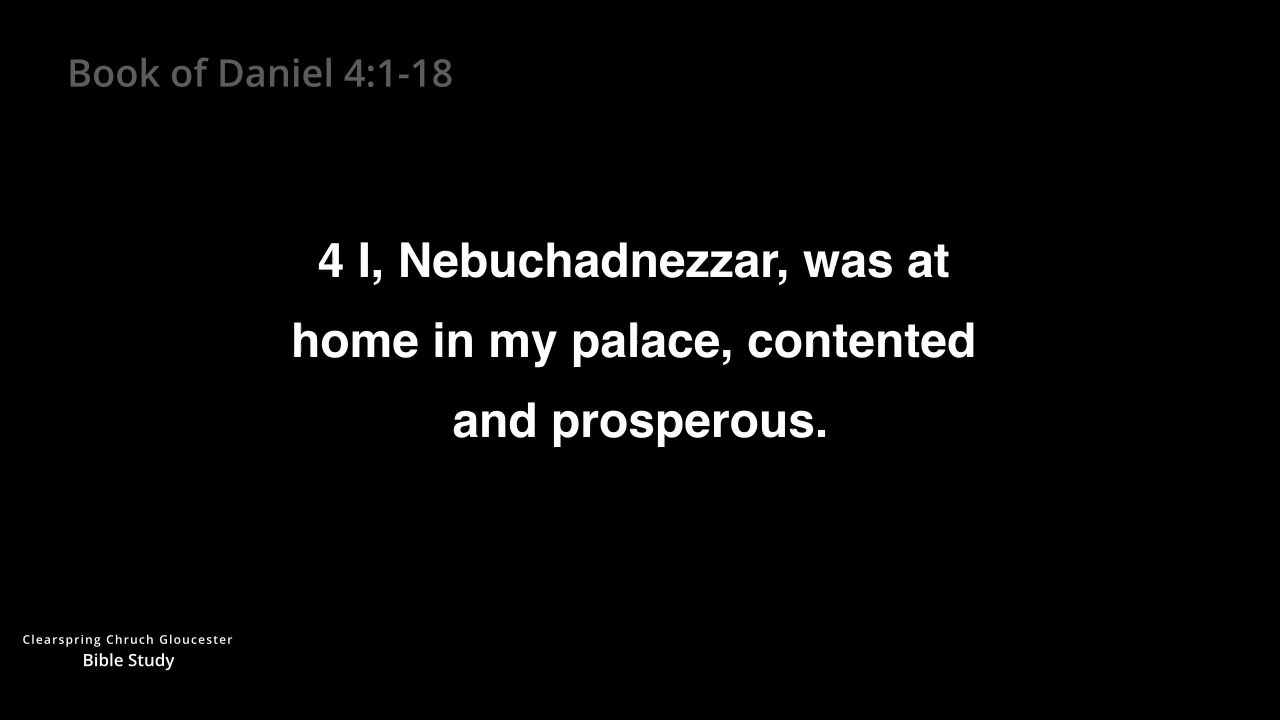 Book of Daniel 4:1-18
4 I, Nebuchadnezzar, was at
home in my palace, contented
and prosperous.
Clearspring Chruch Gloucester
Bible Study